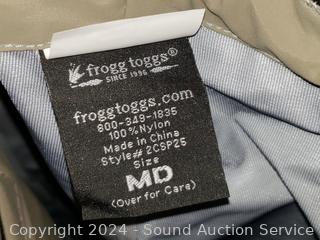 frogg toggs®
SINCE 1996
froggtoggs.com
800-349-1835
100%Nylon
Made in China
Style# 2CSP25
Size
MD
(Over for Care)
Copyright 2024 - Sound Auction Service